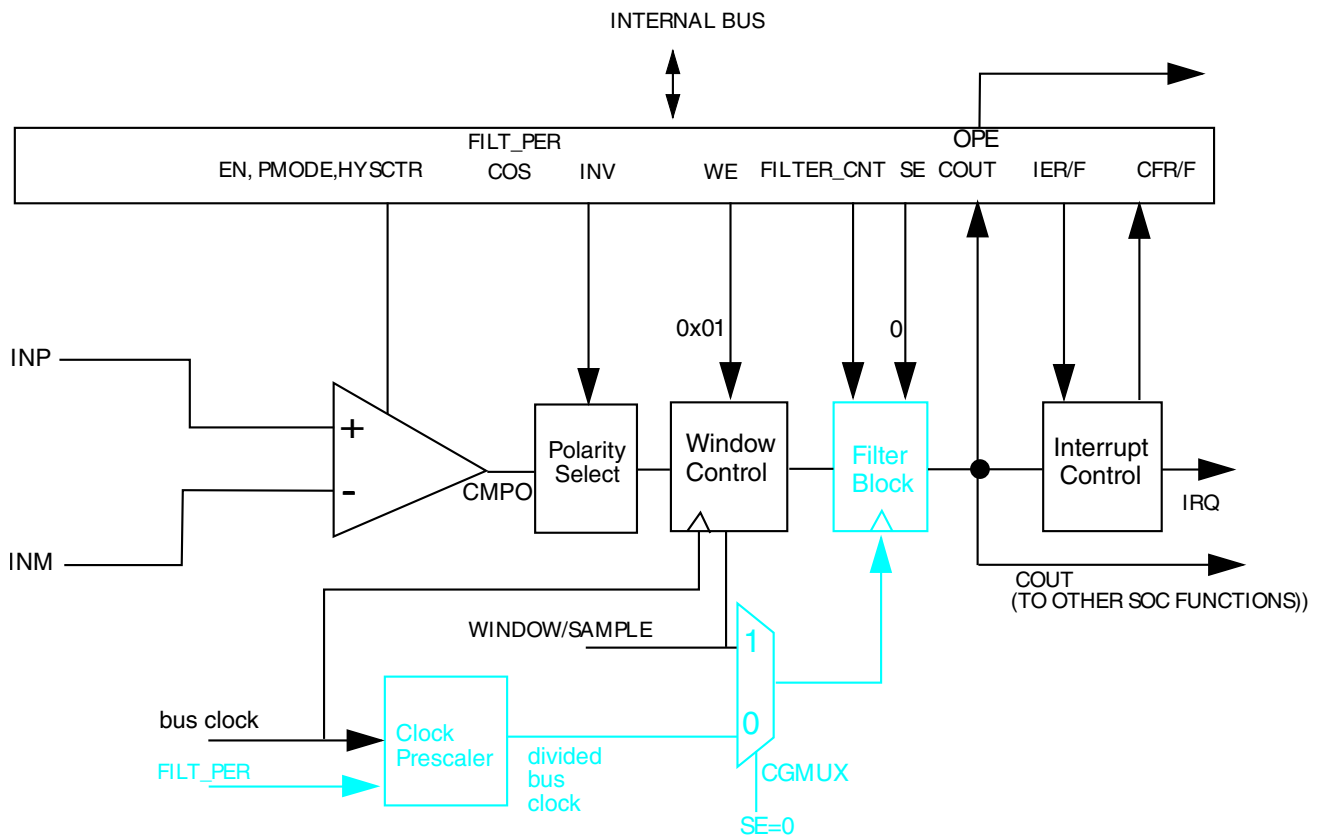 INTERNAL BUS
FILT_PER
OPE
EN, PMODE,HYSCTR
COS
INV
WE
FILTER_CNT
SE
COUT
IER/F
CFR/F
0x01
0
INP
+
-
INM
CMPO
Polarity
Select
Window
Control
Filter
Block
Interrupt
Control
IRQ
COUT
(TO OTHER SOC FUNCTIONS))
WINDOW/SAMPLE
1
0
bus clock
FILT_PER
Clock
Prescaler
divided
bus
clock
CGMUX
SE=0